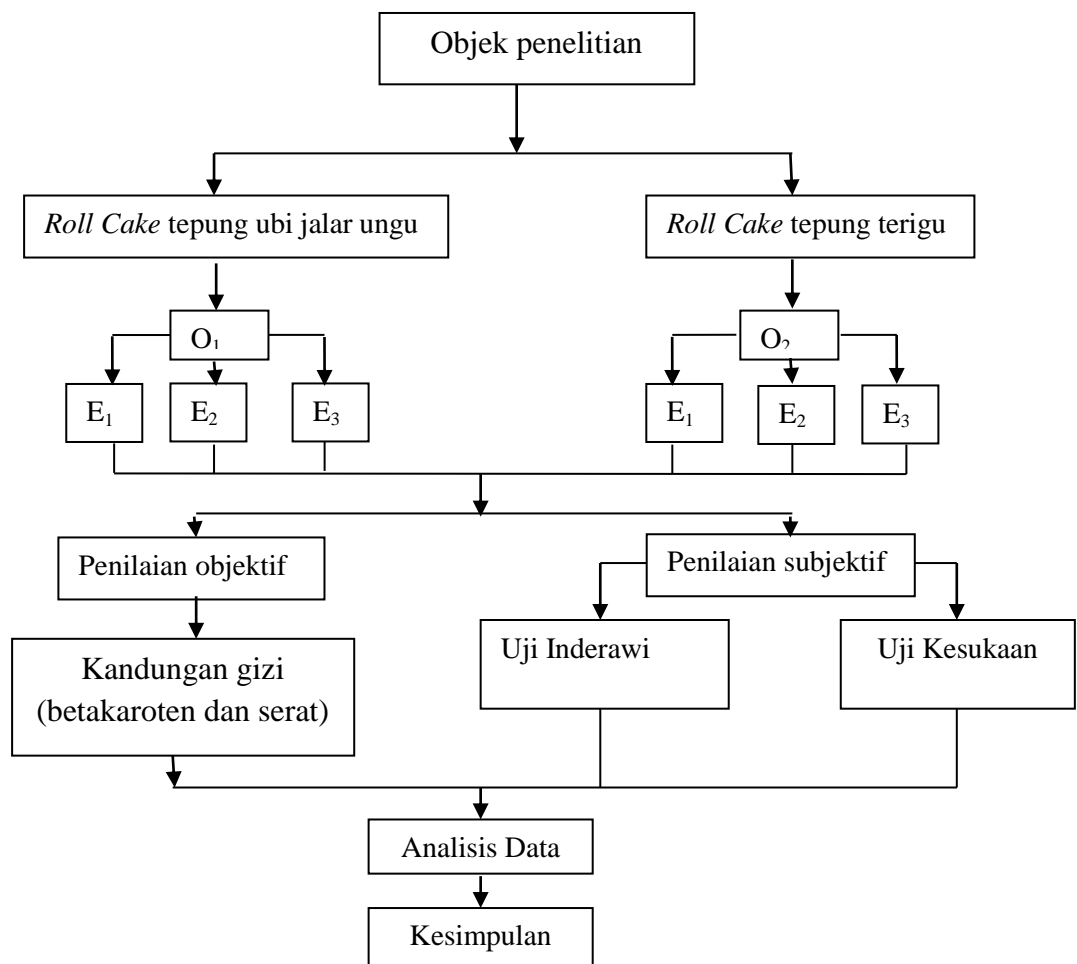 Objek penelitian
Roll Cake tepung ubi jalar ungu
Roll Cake tepung terigu
O₁
O₂
E₁
E₂
E₃
E₁
E₂
E₃
Penilaian objektif
Penilaian subjektif
Kandungan gizi
(betakaroten dan serat)
Uji Inderawi
Uji Kesukaan
Analisis Data
Kesimpulan